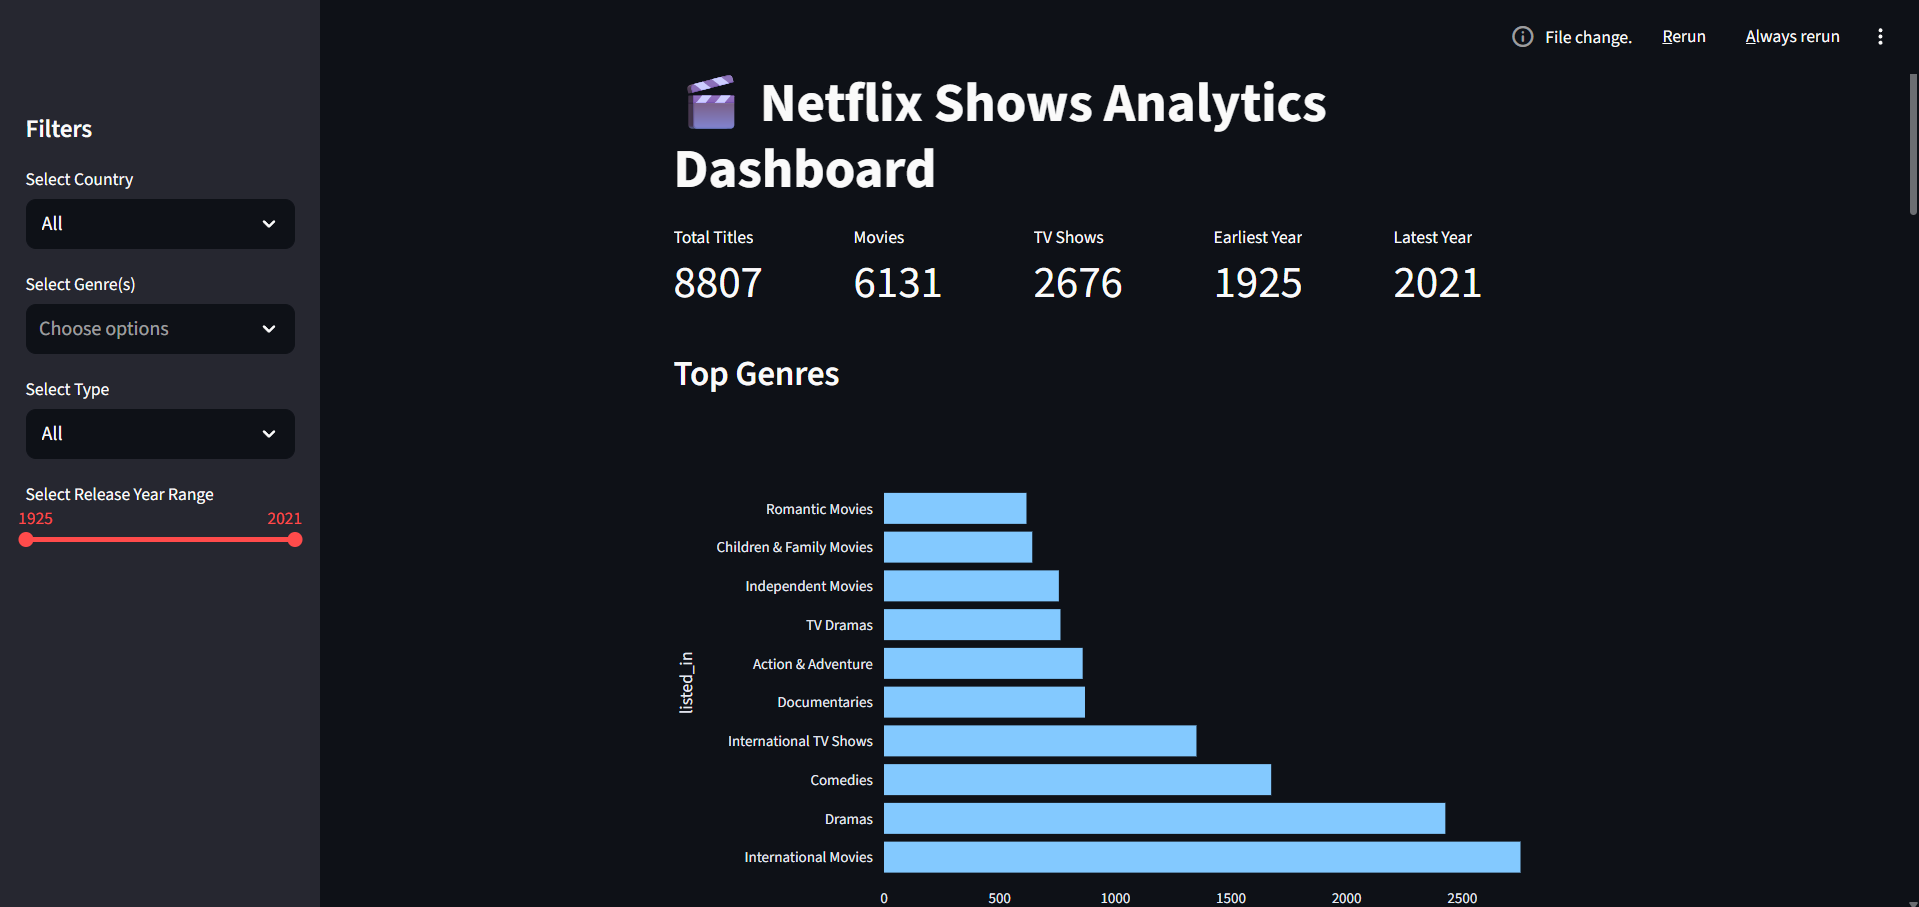 File change. Rerun Always rerun
Filters
Select Country
All
Select Genre(s)
Choose options
Select Type
All
Select Release Year Range
1925 2021
Netflix Shows Analytics
Dashboard
Total Titles Movies TV Shows Earliest Year Latest Year
8807 6131 2676 1925 2021
Top Genres
listed_in
Romantic Movies
Children & Family Movies
Independent Movies
TV Dramas
Action & Adventure
Documentaries
International TV Shows
Comedies
Dramas
International Movies
0 500 1000 1500 2000 2500